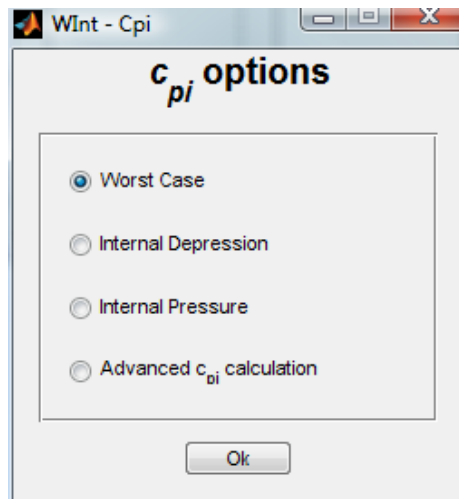 WInt - Cpi
cpi options
Worst Case
Internal Depression
Internal Pressure
Advanced cpi calculation
Ok